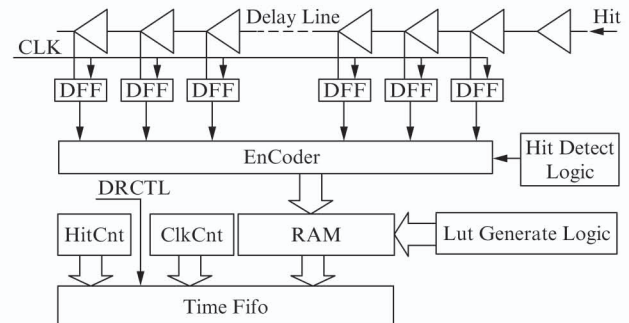 Delay Line
Hit
CLK
DFF DFF DFF DFF DFF DFF
EnCoder
Hit Detect
Logic
DRCTL
HitCnt
ClkCnt
RAM
Lut Generate Logic
Time Fifo